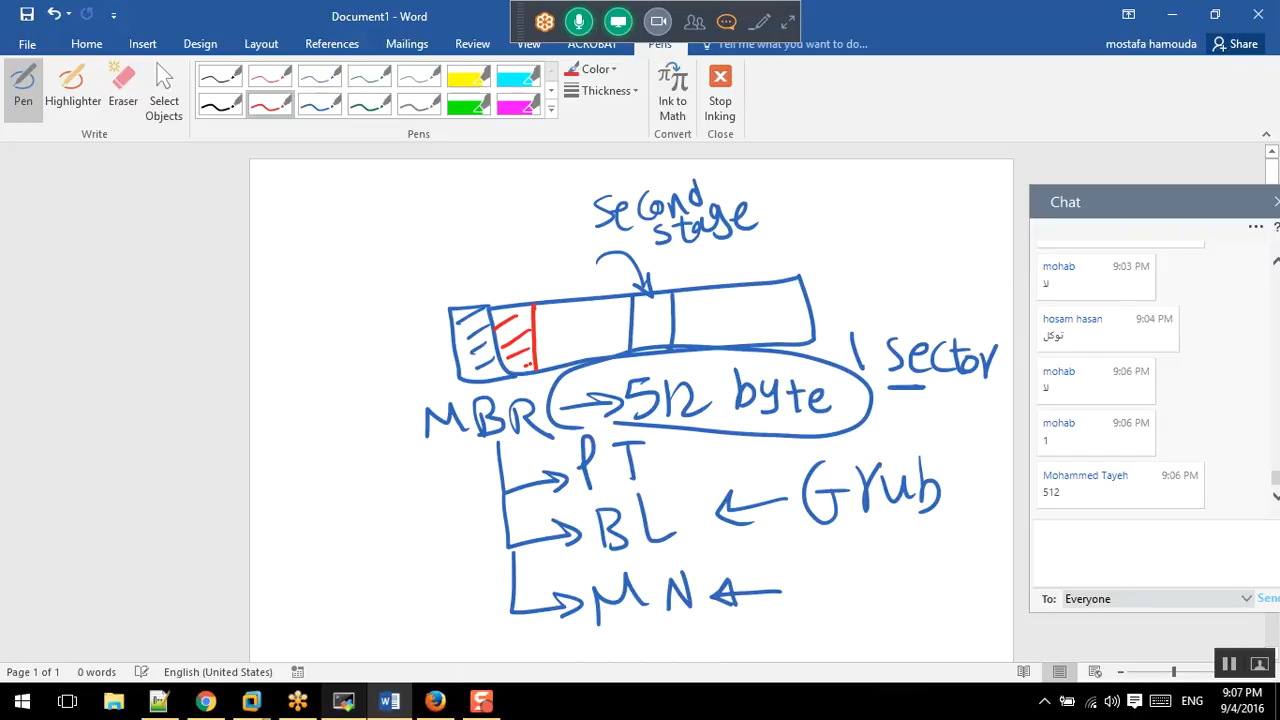 Document1 - Word
File
Home
Insert
Design
Layout
References
Mailings
Review
View
ACROBAT
Pens
Tell me what you want to do...
mostafa hamouda
Share
Pen
Highlighter
Eraser
Select Objects
Color
Thickness
Ink to Math
Stop Inking
Write
Pens
Convert
Close
second
stage
1 sector
MBR → 512 byte
PT
BL ← Grub
MN ←
Chat
mohab 9:03 PM
لا
hosam hasan 9:04 PM
توكل
mohab 9:06 PM
لا
mohab 9:06 PM
1
Mohammed Tayeh 9:06 PM
512
To: Everyone
Send
Page 1 of 1
0 words
English (United States)
ENG
9:07 PM
9/4/2016